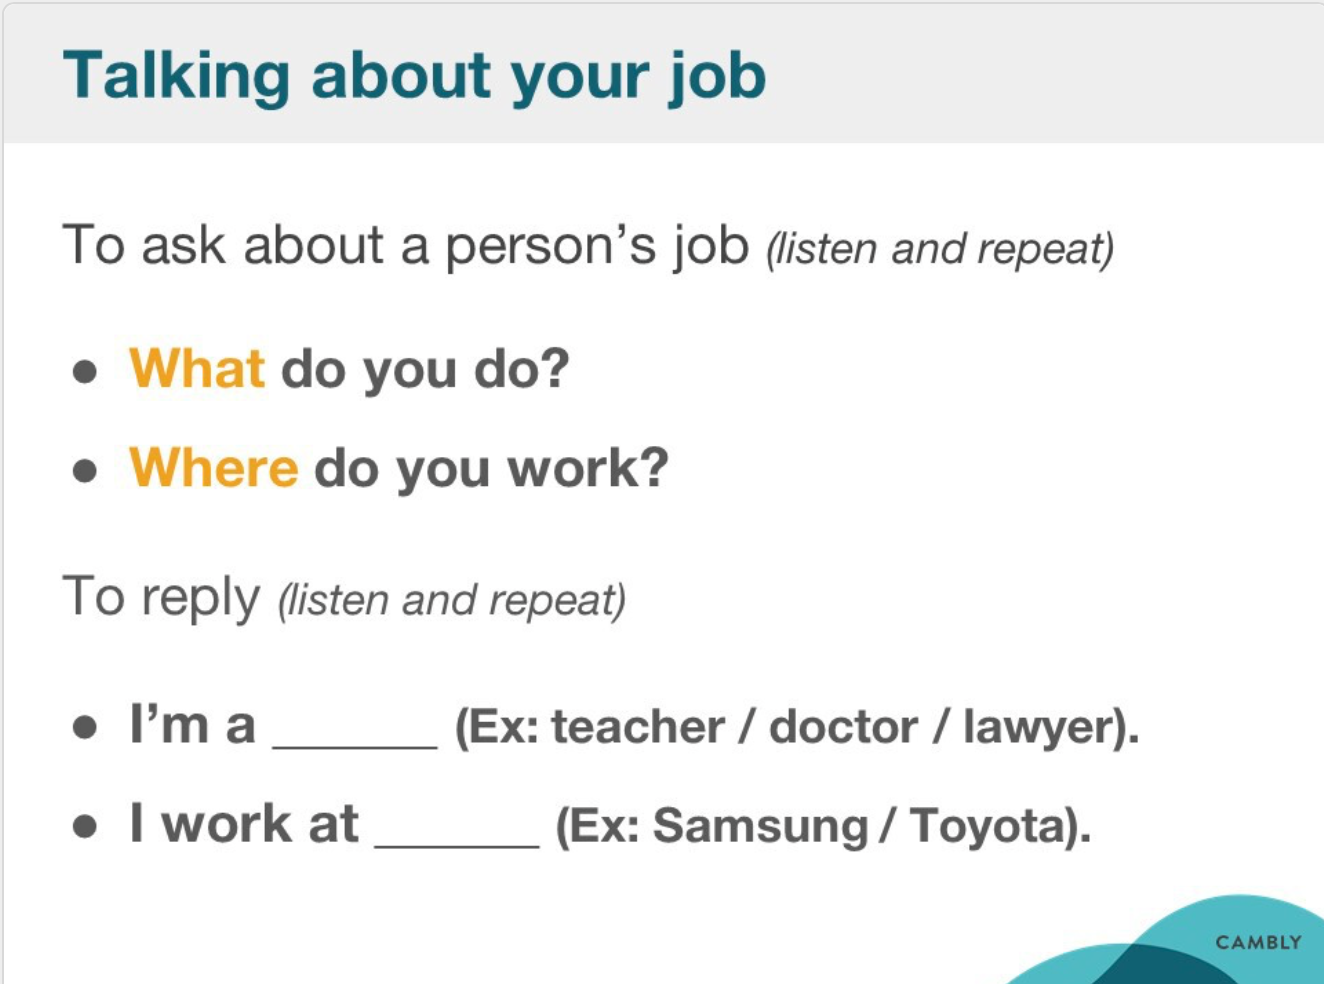 Talking about your job
To ask about a person’s job (listen and repeat)
● What do you do?
● Where do you work?
To reply (listen and repeat)
● I’m a ______ (Ex: teacher / doctor / lawyer).
● I work at ______ (Ex: Samsung / Toyota).
CAMBLY